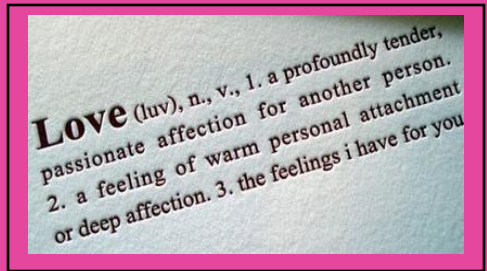 Love (luv), n., v., 1. a profoundly tender,
passionate affection for another person.
2. a feeling of warm personal attachment
or deep affection. 3. the feelings i have for you